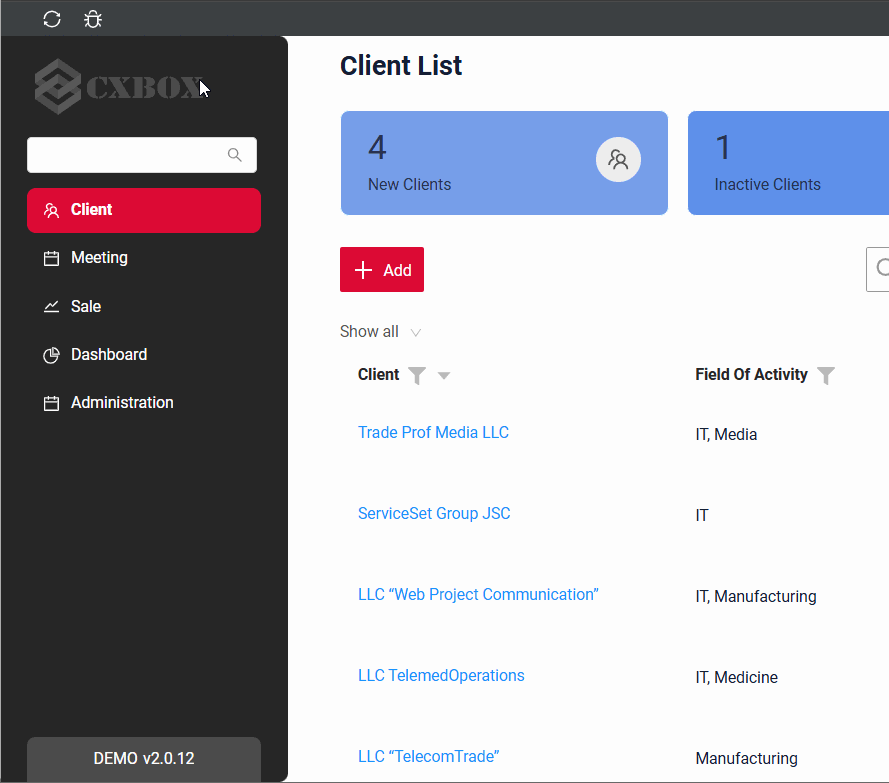 CXBOX
Client
Meeting
Sale
Dashboard
Administration
DEMO v2.0.12
Client List
4
New Clients
1
Inactive Clients
Add
Show all
Client
Field Of Activity
Trade Prof Media LLC
IT, Media
ServiceSet Group JSC
IT
LLC “Web Project Communication”
IT, Manufacturing
LLC TelemedOperations
IT, Medicine
LLC “TelecomTrade”
Manufacturing